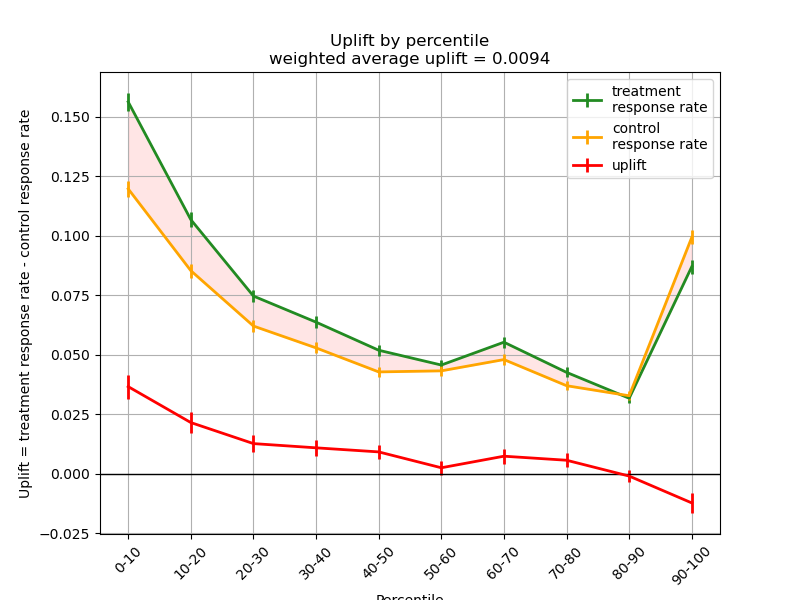 Uplift by percentile
weighted average uplift = 0.0094
treatment
response rate
control
response rate
uplift
Uplift = treatment response rate - control response rate
0.150
0.125
0.100
0.075
0.050
0.025
0.000
−0.025
0-10
10-20
20-30
30-40
40-50
50-60
60-70
70-80
80-90
90-100
Percentile